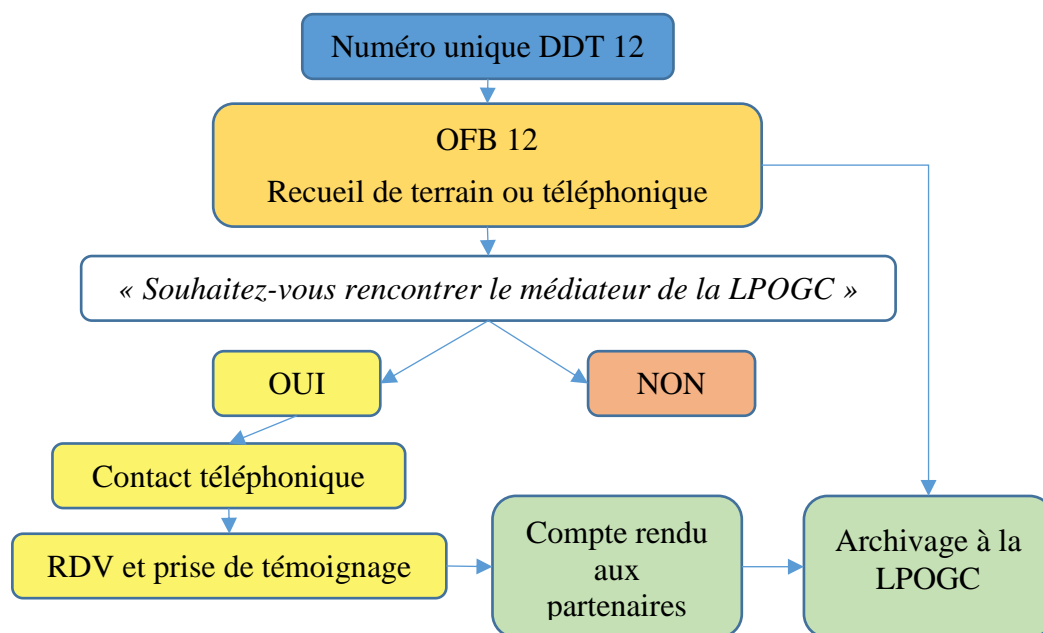 Numéro unique DDT 12
OFB 12
Recueil de terrain ou téléphonique
« Souhaitez-vous rencontrer le médiateur de la LPOGC »
OUI
NON
Contact téléphonique
RDV et prise de témoignage
Compte rendu
aux
partenaires
Archivage à la
LPOGC